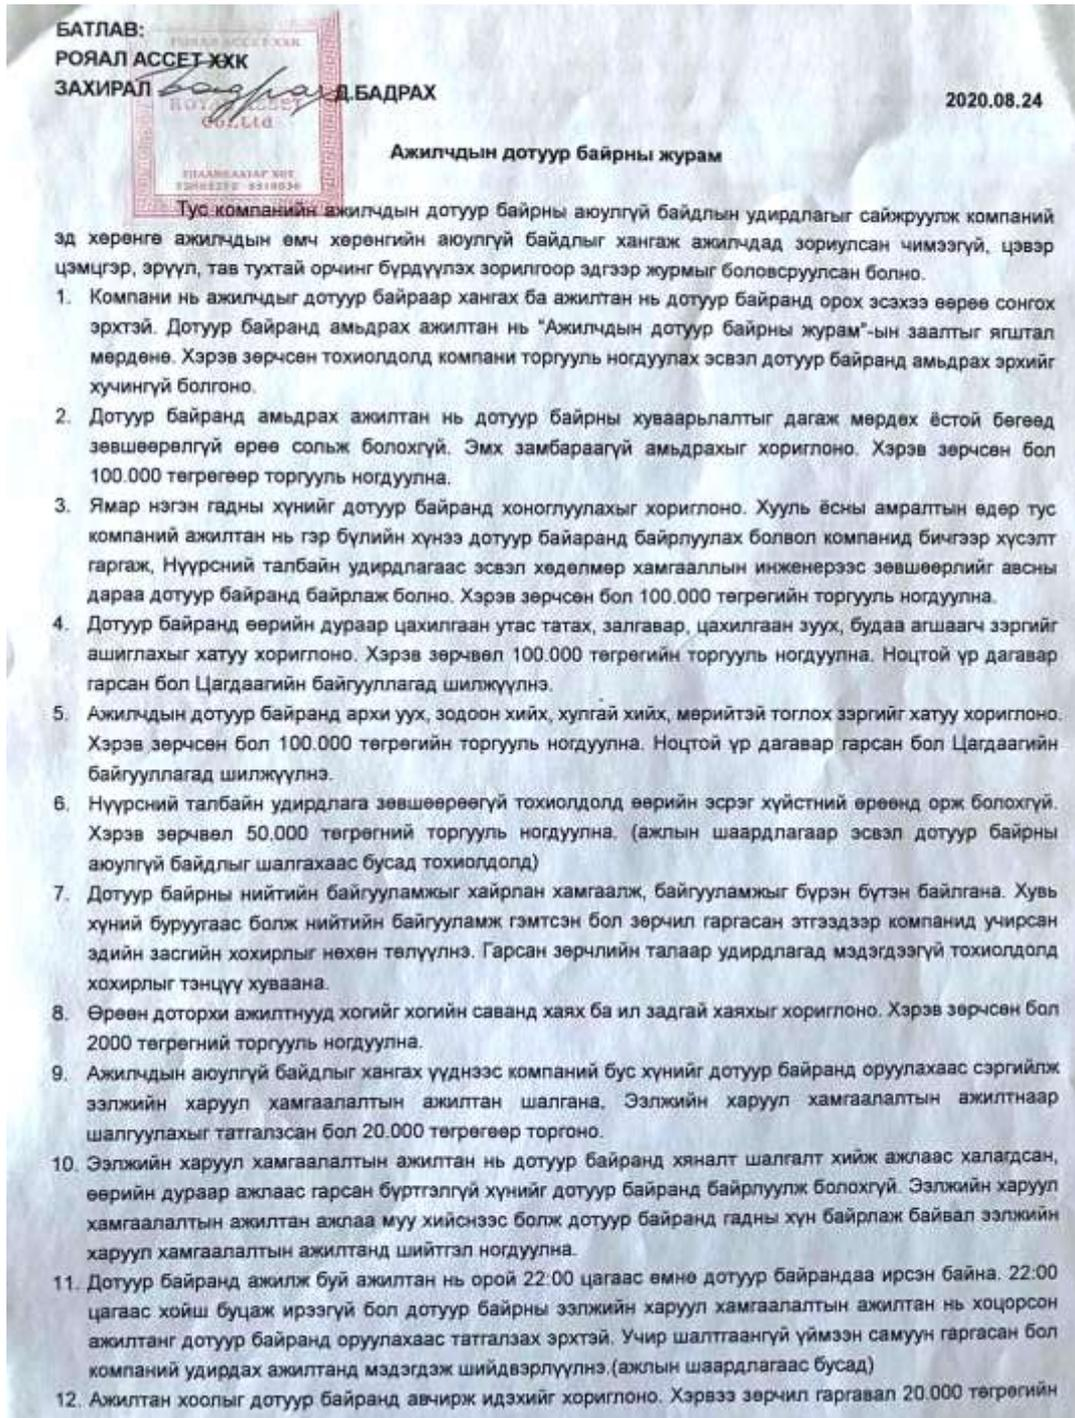 БАТЛАВ:
РОЯАЛ АССЕТ ХХК
ЗАХИРАЛ Д.БАДРАХ
2020.08.24
ROYAL ASSET
Co.,Ltd
Ажилчдын дотуур байрны журам
Тус компанийн ажилчдын дотуур байрны аюулгүй байдлын удирдлагыг сайжруулж компаний
эд хөрөнгө ажилчдын өмч хөрөнгийн аюулгүй байдлыг хангаж ажилчдад зориулсан чимээгүй, цэвэр
цэмцгэр, эрүүл, тав тухтай орчинг бүрдүүлэх зорилгоор эдгээр журмыг боловсруулсан болно.
1. Компани нь ажилчдыг дотуур байраар хангах ба ажилтан нь дотуур байранд орох эсэхээ өөрөө сонгох
эрхтэй. Дотуур байранд амьдрах ажилтан нь "Ажилчдын дотуур байрны журам"-ын заалтыг ягштал
мөрдөнө. Хэрэв зөрчсөн тохиолдолд компани торгууль ногдуулах эсвэл дотуур байранд амьдрах эрхийг
хучингүй болгоно.
2. Дотуур байранд амьдрах ажилтан нь дотуур байрны хуваарьлалтыг дагаж мөрдөх ёстой бөгөөд
зөвшөөрөлгүй өрөө сольж болохгүй. Эмх замбараагүй амьдрахыг хориглоно. Хэрэв зөрчсөн бол
100.000 төгрөгөөр торгууль ногдуулна.
3. Ямар нэгэн гадны хүнийг дотуур байранд хоноглуулахыг хориглоно. Хууль ёсны амралтын өдөр тус
компаний ажилтан нь гэр бүлийн хүнээ дотуур байаранд байрлуулах болвол компанид бичгээр хүсэлт
гаргаж, Нүүрсний талбайн удирдлагаас эсвэл хөдөлмөр хамгааллын инженерээс зөвшөөрлийг авсны
дараа дотуур байранд байрлаж болно. Хэрэв зөрчсөн бол 100.000 төгрөгийн торгууль ногдуулна.
4. Дотуур байранд өөрийн дураар цахилгаан утас татах, залгавар, цахилгаан зуух, будаа агшаагч зэргийг
ашиглахыг хатуу хориглоно. Хэрэв зөрчвөл 100.000 төгрөгийн торгууль ногдуулна. Ноцтой үр дагавар
гарсан бол Цагдаагийн байгууллагад шилжүүлнэ.
5. Ажилчдын дотуур байранд архи уух, зодоон хийх, хулгай хийх, мөрийтэй тоглох зэргийг хатуу хориглоно.
Хэрэв зөрчсөн бол 100.000 төгрөгийн торгууль ногдуулна. Ноцтой үр дагавар гарсан бол Цагдаагийн
байгууллагад шилжүүлнэ.
6. Нүүрсний талбайн удирдлага зөвшөөрөөгүй тохиолдолд өөрийн эсрэг хүйстний өрөөнд орж болохгүй.
Хэрэв зөрчвөл 50.000 төгрөгний торгууль ногдуулна. (ажлын шаардлагаар эсвэл дотуур байрны
аюулгүй байдлыг шалгахаас бусад тохиолдолд)
7. Дотуур байрны нийтийн байгууламжыг хайрлан хамгаалж, байгууламжыг бүрэн бүтэн байлгана. Хувь
хүний буруугаас болж нийтийн байгууламж гэмтсэн бол зөрчил гаргасан этгээдээр компанид учирсан
эдийн засгийн хохирлыг нөхөн төлүүлнэ. Гарсан зөрчлийн талаар удирдлагад мэдэгдээгүй тохиолдолд
хохирлыг тэнцүү хуваана.
8. Өрөөн доторхи ажилтнууд хогийг хогийн саванд хаях ба ил задгай хаяхыг хориглоно. Хэрэв зөрчсөн бол
2000 төгрөгний торгууль ногдуулна.
9. Ажилчдын аюулгүй байдлыг хангах үүднээс компаний бус хүнийг дотуур байранд оруулахаас сэргийлж
ээлжийн харуул хамгаалалтын ажилтан шалгана. Ээлжийн харуул хамгаалалтын ажилтнаар
шалгуулахыг татгалзсан бол 20.000 төгрөгөөр торгоно.
10. Ээлжийн харуул хамгаалалтын ажилтан нь дотуур байранд хяналт шалгалт хийж ажлаас халагдсан,
өөрийн дураар ажлаас гарсан бүртгэлгүй хүнийг дотуур байранд байрлуулж болохгүй. Ээлжийн харуул
хамгаалалтын ажилтан ажлаа муу хийснээс болж дотуур байранд гадны хүн байрлаж байвал ээлжийн
харуул хамгаалалтын ажилтанд шийтгэл ногдуулна.
11. Дотуур байранд ажилж буй ажилтан нь орой 22:00 цагаас өмнө дотуур байрандаа ирсэн байна. 22:00
цагаас хойш буцаж ирээгүй бол дотуур байрны ээлжийн харуул хамгаалалтын ажилтан нь хоцорсон
ажилтанг дотуур байранд оруулахаас татгалзах эрхтэй. Учир шалтгаангүй үймээн самуун гаргасан бол
компаний удирдах ажилтанд мэдэгдэж шийдвэрлүүлнэ.(ажлын шаардлагаас бусад)
12. Ажилтан хоолыг дотуур байранд авчирж идэхийг хориглоно. Хэрвээ зөрчил гаргавал 20.000 төгрөгийн